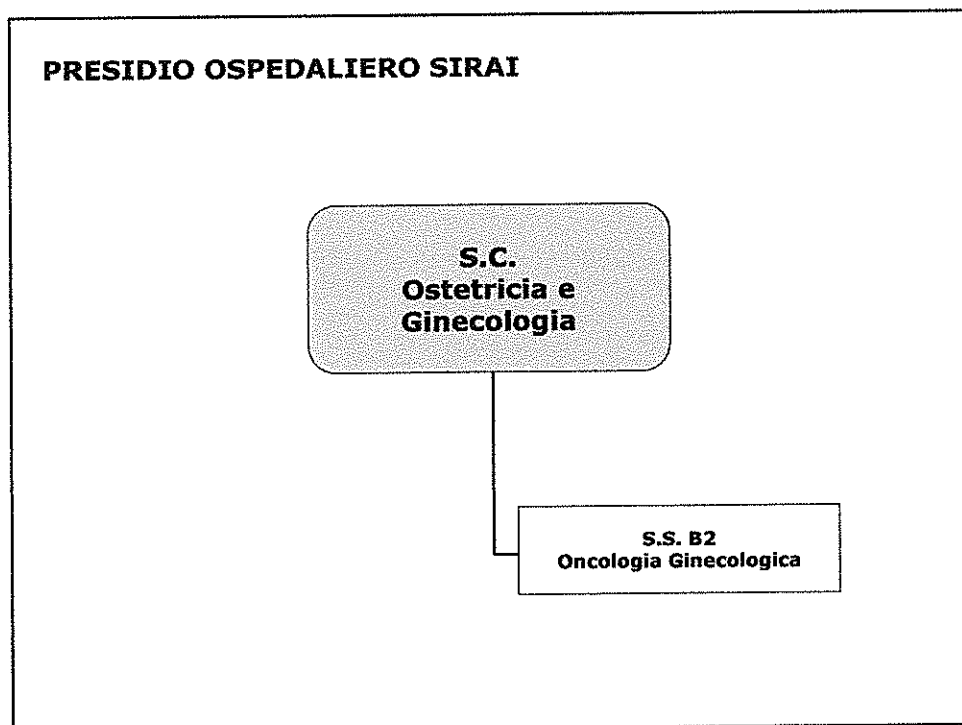 PRESIDIO OSPEDALIERO SIRAI
S.C.
Ostetricia e
Ginecologia
S.S. B2
Oncologia Ginecologica